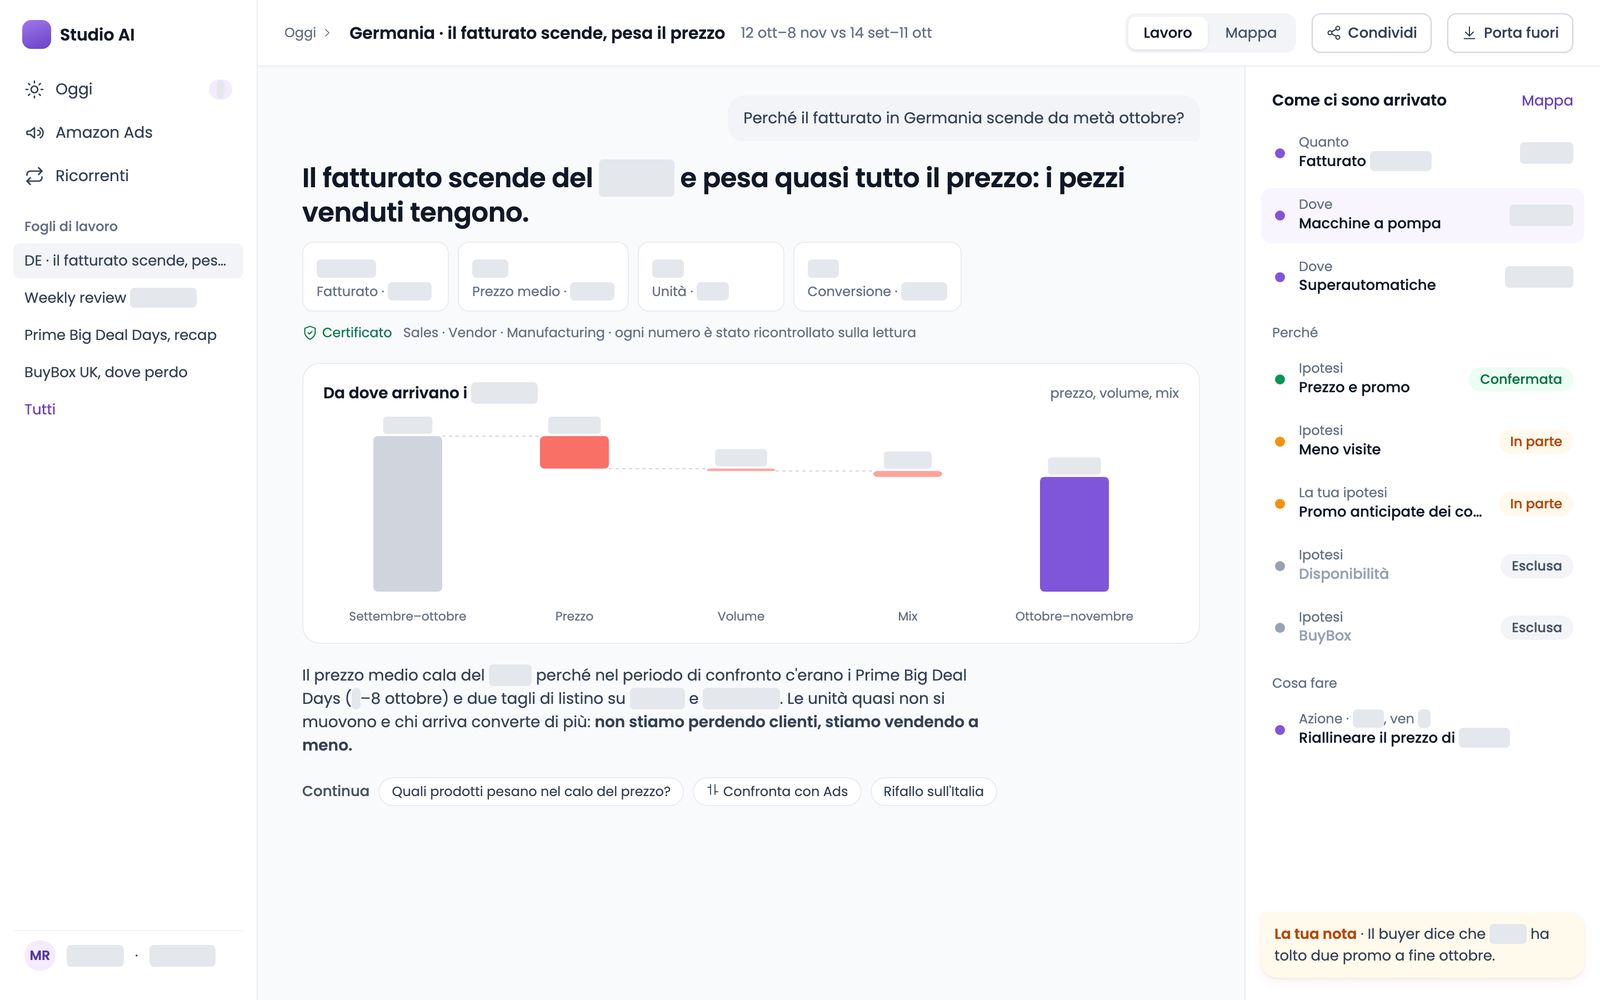 Studio AI
Oggi
Amazon Ads
Ricorrenti
Fogli di lavoro
DE · il fatturato scende, pes...
Weekly review
Prime Big Deal Days, recap
BuyBox UK, dove perdo
Tutti
MR ·
Oggi > Germania · il fatturato scende, pesa il prezzo 12 ott–8 nov vs 14 set–11 ott
Lavoro Mappa Condividi Porta fuori
Perché il fatturato in Germania scende da metà ottobre?
Il fatturato scende del e pesa quasi tutto il prezzo: i pezzi
venduti tengono.
Fatturato · Prezzo medio · Unità · Conversione ·
Certificato Sales · Vendor · Manufacturing · ogni numero è stato ricontrollato sulla lettura
Da dove arrivano i prezzo, volume, mix
Settembre–ottobre Prezzo Volume Mix Ottobre–novembre
Il prezzo medio cala del perché nel periodo di confronto c'erano i Prime Big Deal
Days ( –8 ottobre) e due tagli di listino su e . Le unità quasi non si
muovono e chi arriva converte di più: non stiamo perdendo clienti, stiamo vendendo a
meno.
Continua Quali prodotti pesano nel calo del prezzo? Confronta con Ads Rifallo sull'Italia
Come ci sono arrivato Mappa
Quanto
Fatturato
Dove
Macchine a pompa
Dove
Superautomatiche
Perché
Ipotesi
Prezzo e promo Confermata
Ipotesi
Meno visite In parte
La tua ipotesi
Promo anticipate dei co... In parte
Ipotesi
Disponibilità Esclusa
Ipotesi
BuyBox Esclusa
Cosa fare
Azione · , ven
Riallineare il prezzo di
La tua nota · Il buyer dice che ha
tolto due promo a fine ottobre.